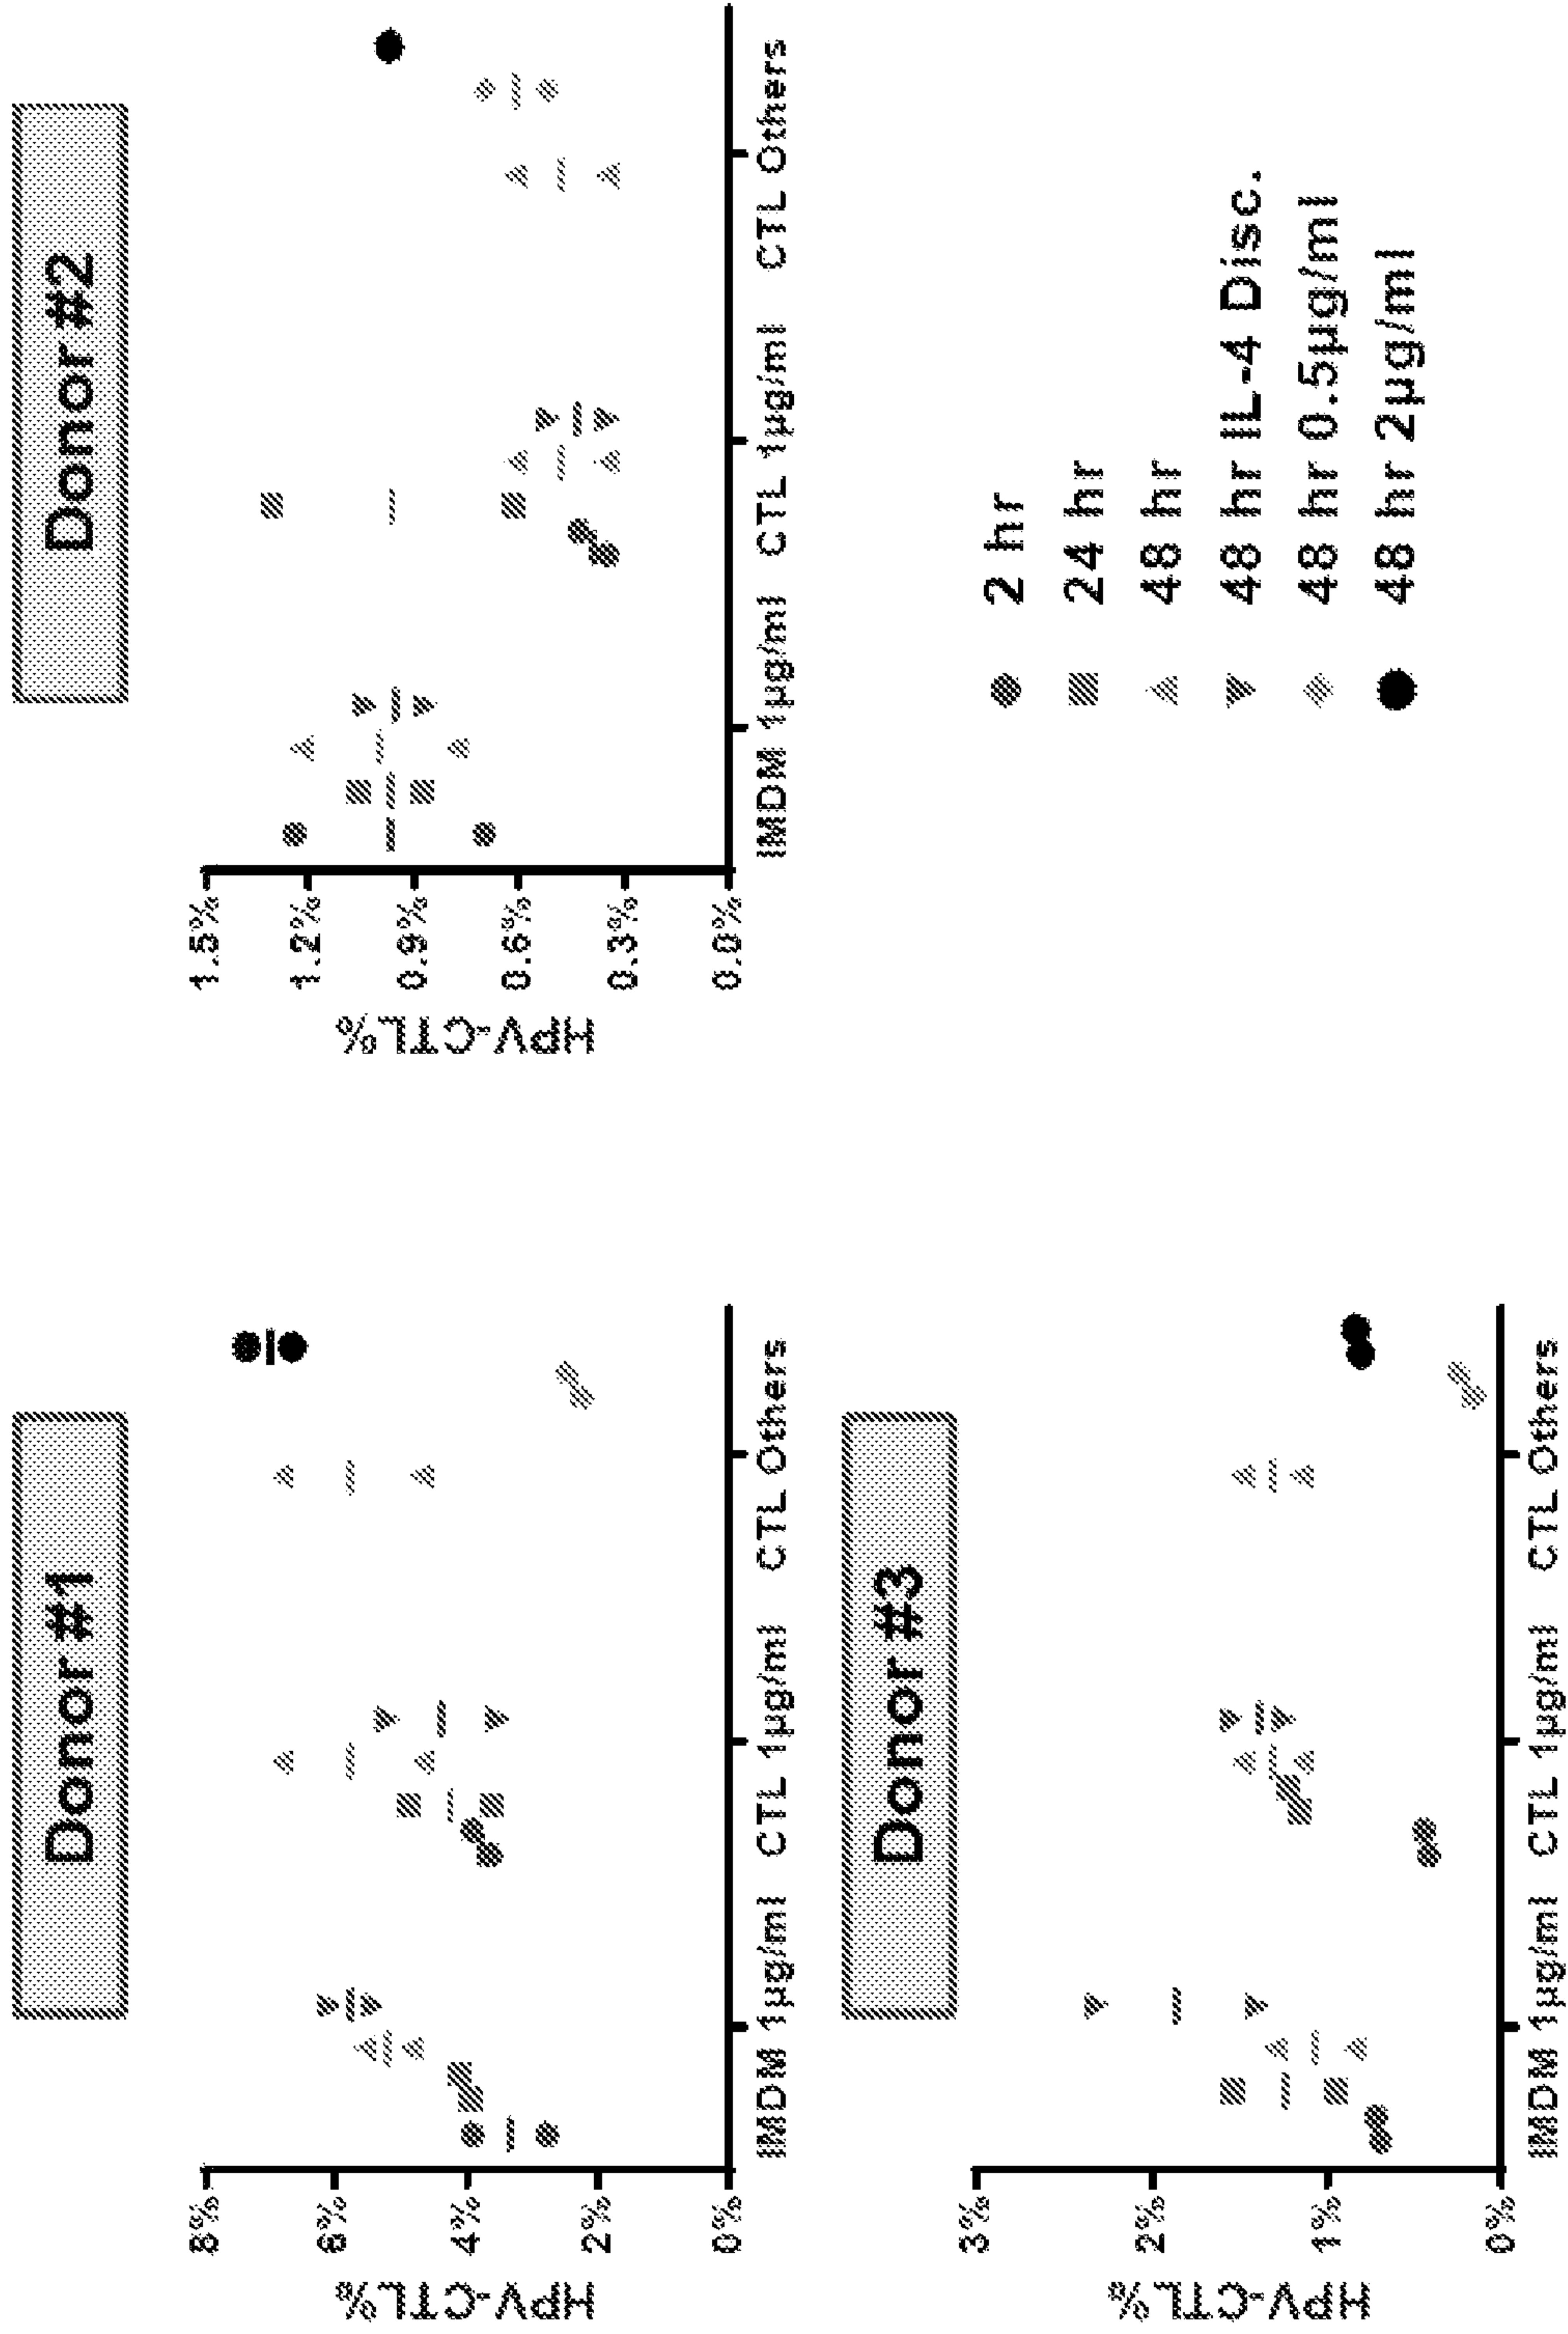 Donor #1
HPV-CTL%
8%
6%
4%
2%
0%
IMDM 1µg/ml CTL 1µg/ml CTL Others
Donor #2
HPV-CTL%
1.5%
1.2%
0.9%
0.6%
0.3%
0.0%
IMDM 1µg/ml CTL 1µg/ml CTL Others
Donor #3
HPV-CTL%
3%
2%
1%
0%
IMDM 1µg/ml CTL 1µg/ml CTL Others
2 hr
24 hr
48 hr
48 hr IL-4 Disc.
48 hr 0.5µg/ml
48 hr 2µg/ml